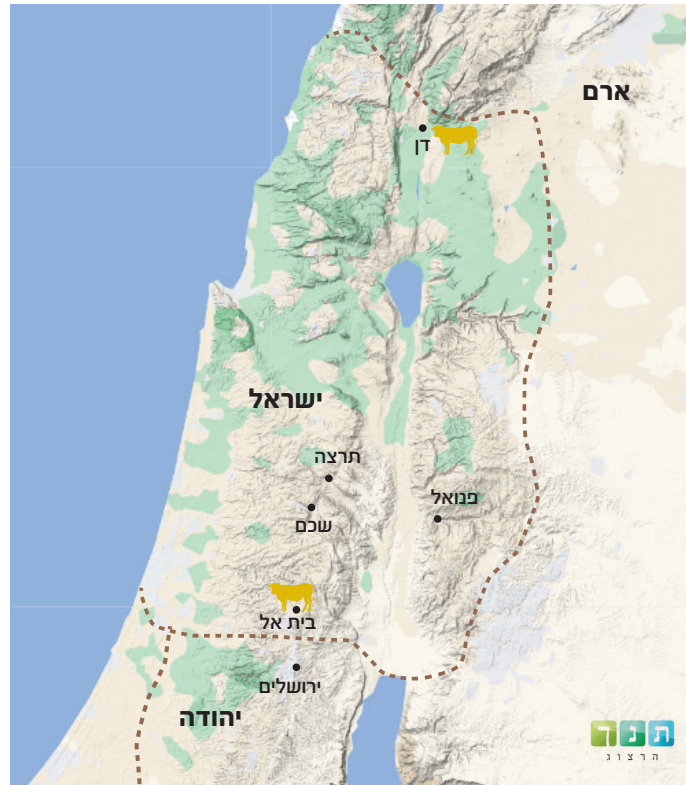 ארם
דן
ישראל
תרצה
פנואל
שכם
בית אל
ירושלים
יהודה
תנך
הרצוג